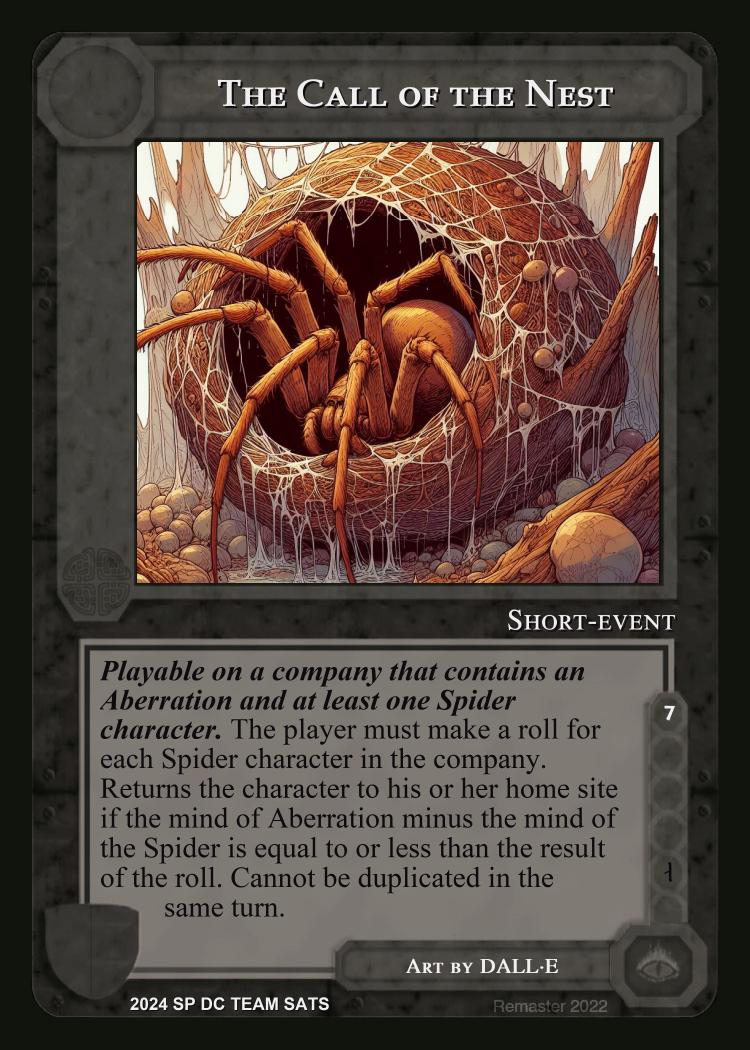 The Call of the Nest
Short-event
Playable on a company that contains an
Aberration and at least one Spider
character. The player must make a roll for
each Spider character in the company.
Returns the character to his or her home site
if the mind of Aberration minus the mind of
the Spider is equal to or less than the result
of the roll. Cannot be duplicated in the
same turn.
7
Art by DALL·E
2024 SP DC TEAM SATS
Remaster 2022